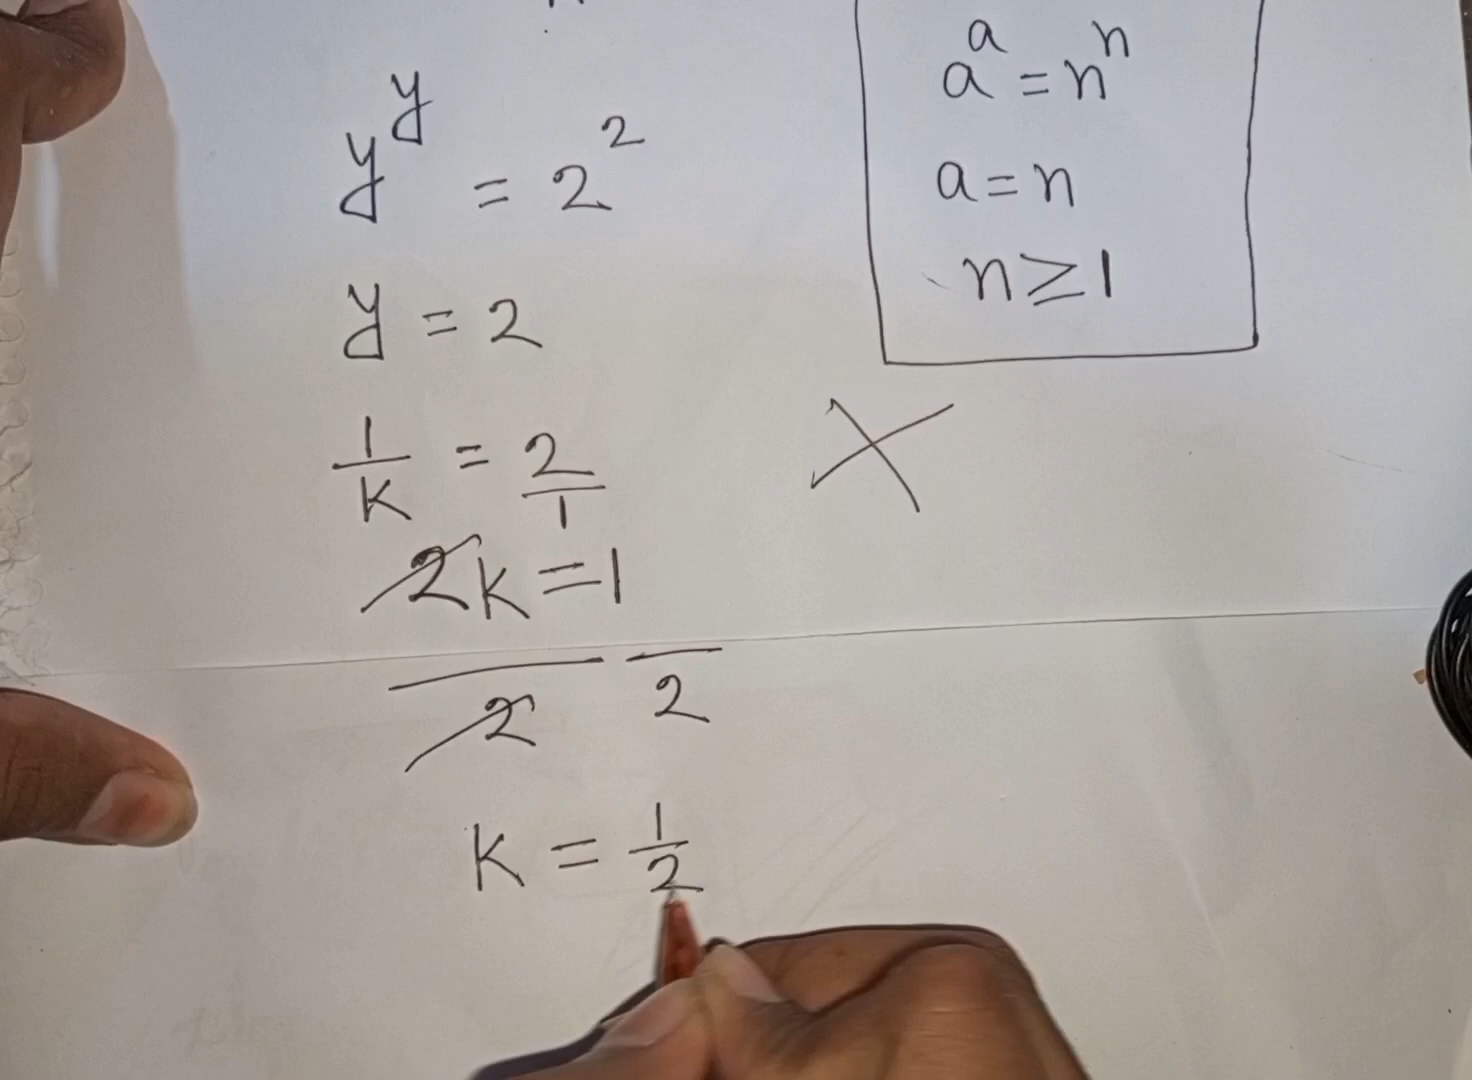 y^y = 2^2
y = 2
1/K = 2/1
2K = 1
2 2
K = 1/2
a^a = n^n
a = n
n ≥ 1